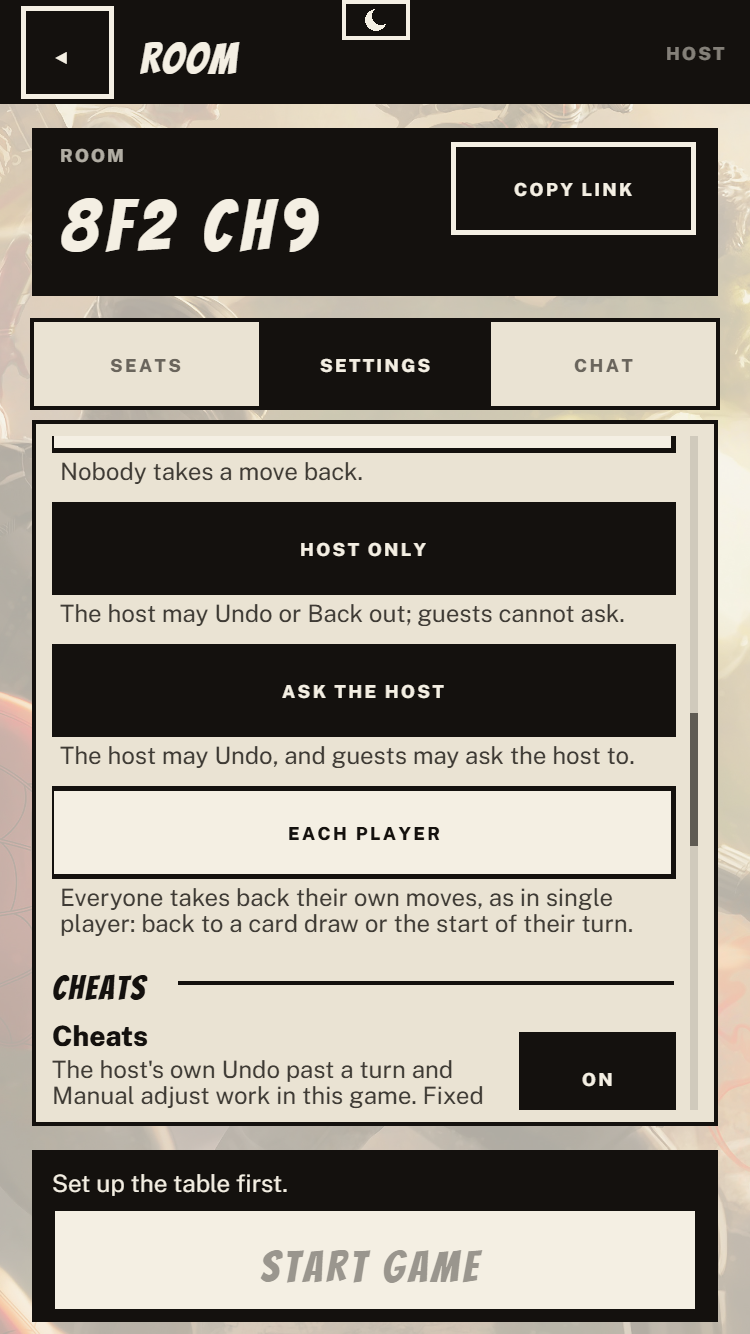 ROOM
HOST
ROOM
8F2 CH9
COPY LINK
SEATS
SETTINGS
CHAT
Nobody takes a move back.
HOST ONLY
The host may Undo or Back out; guests cannot ask.
ASK THE HOST
The host may Undo, and guests may ask the host to.
EACH PLAYER
Everyone takes back their own moves, as in single
player: back to a card draw or the start of their turn.
CHEATS
Cheats
The host's own Undo past a turn and
Manual adjust work in this game. Fixed
ON
Set up the table first.
START GAME